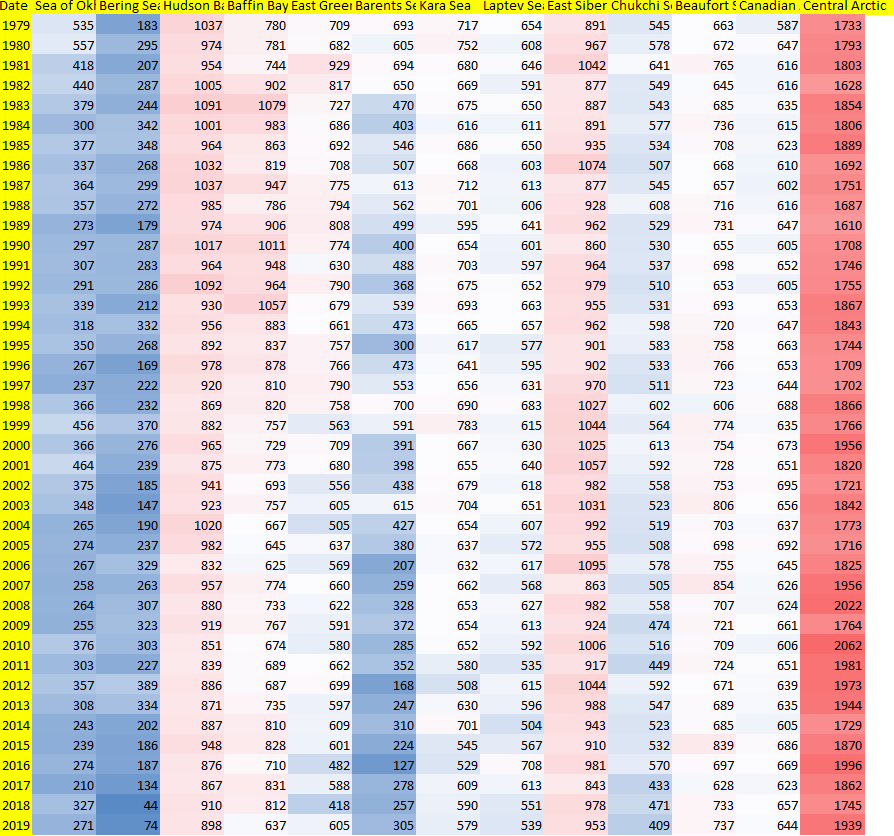 Date Sea of Okl Bering Sea Hudson Ba Baffin Bay East Green Barents Se Kara Sea Laptev Sea East Siber Chukchi Se Beaufort S Canadian Central Arctic
1979 535 183 1037 780 709 693 717 654 891 545 663 587 1733
1980 557 295 974 781 682 605 752 608 967 578 672 647 1793
1981 418 207 954 744 929 694 680 646 1042 641 765 616 1803
1982 440 287 1005 902 817 650 669 591 877 549 645 616 1628
1983 379 244 1091 1079 727 470 675 650 887 543 685 635 1854
1984 300 342 1001 983 686 403 616 611 891 577 736 615 1806
1985 377 348 964 863 692 546 686 650 935 534 708 623 1889
1986 337 268 1032 819 708 507 668 603 1074 507 668 610 1692
1987 364 299 1037 947 775 613 712 613 877 545 657 602 1751
1988 357 272 985 786 794 562 701 606 928 608 716 616 1687
1989 273 179 974 906 808 499 595 641 962 529 731 647 1610
1990 297 287 1017 1011 774 400 654 601 860 530 655 605 1708
1991 307 283 964 948 630 488 703 597 964 537 698 652 1746
1992 291 286 1092 964 790 368 675 652 979 510 653 605 1755
1993 339 212 930 1057 679 539 693 663 955 531 693 653 1867
1994 318 332 956 883 661 473 665 657 962 598 720 647 1843
1995 350 268 892 837 757 300 617 577 901 583 758 663 1744
1996 267 169 978 878 766 473 641 595 902 533 766 653 1709
1997 237 222 920 810 790 553 656 631 970 511 723 644 1702
1998 366 232 869 820 758 700 690 683 1027 602 606 688 1866
1999 456 370 882 757 563 591 783 615 1044 564 774 635 1766
2000 366 276 965 729 709 391 667 630 1025 613 754 673 1956
2001 464 239 875 773 680 398 655 640 1057 592 728 651 1820
2002 375 185 941 693 556 438 679 618 982 558 753 695 1721
2003 348 147 923 757 605 615 704 651 1031 523 806 656 1842
2004 265 190 1020 667 505 427 654 607 992 519 703 637 1773
2005 274 237 982 645 637 380 637 572 955 508 698 692 1716
2006 267 329 832 625 569 207 632 617 1095 578 755 645 1825
2007 258 263 957 774 660 259 662 568 863 505 854 626 1956
2008 264 307 880 733 622 328 653 627 982 558 707 624 2022
2009 255 323 919 767 591 372 654 613 924 474 721 661 1764
2010 376 303 851 674 580 285 652 592 1006 516 709 606 2062
2011 303 227 839 689 662 352 580 535 917 449 724 651 1981
2012 357 389 886 687 699 168 508 615 1044 592 671 639 1973
2013 308 334 871 735 597 247 630 596 988 547 689 635 1944
2014 243 202 887 810 609 310 701 504 943 523 685 605 1729
2015 239 186 948 828 601 224 545 567 910 532 839 686 1870
2016 274 187 876 710 482 127 529 708 981 570 697 669 1996
2017 210 134 867 831 588 278 609 613 843 433 628 623 1862
2018 327 44 910 812 418 257 590 551 978 471 733 657 1745
2019 271 74 898 637 605 305 579 539 953 409 737 644 1939